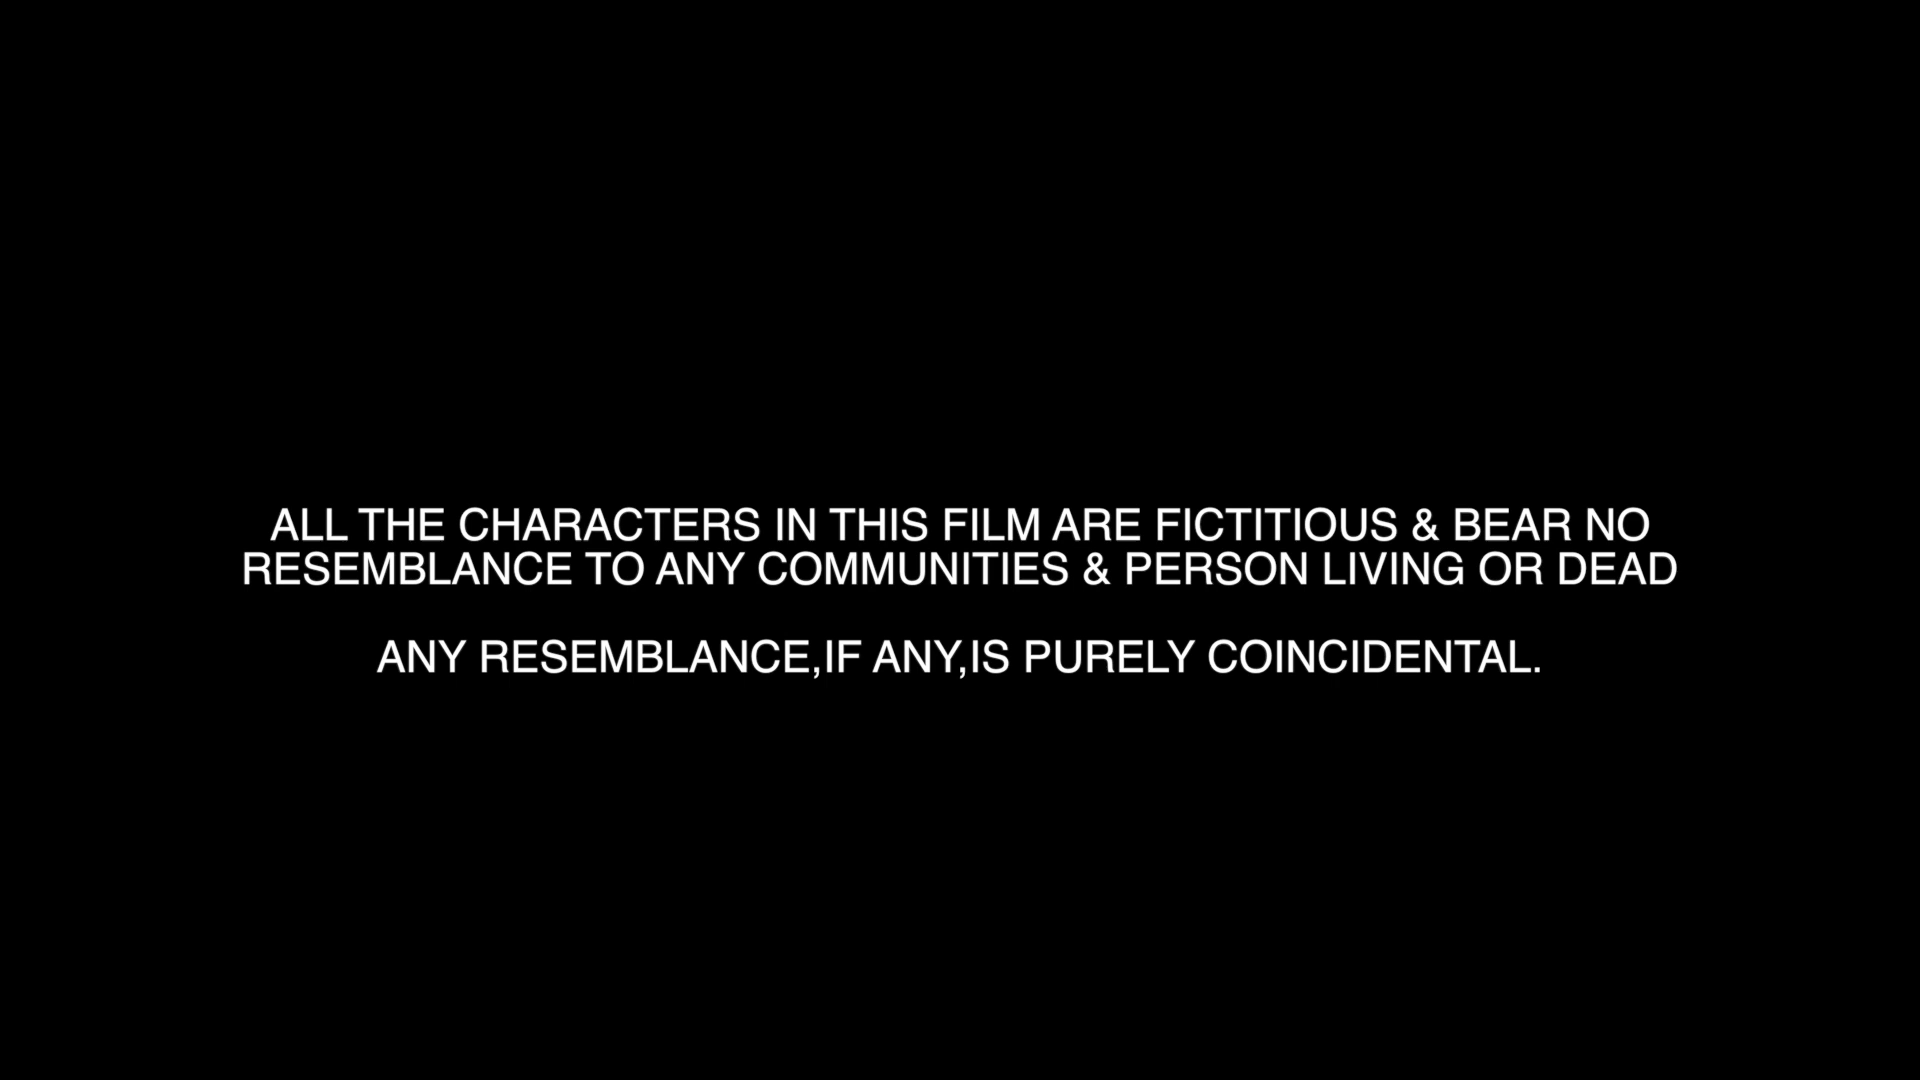 ALL THE CHARACTERS IN THIS FILM ARE FICTITIOUS & BEAR NO
RESEMBLANCE TO ANY COMMUNITIES & PERSON LIVING OR DEAD
ANY RESEMBLANCE,IF ANY,IS PURELY COINCIDENTAL.